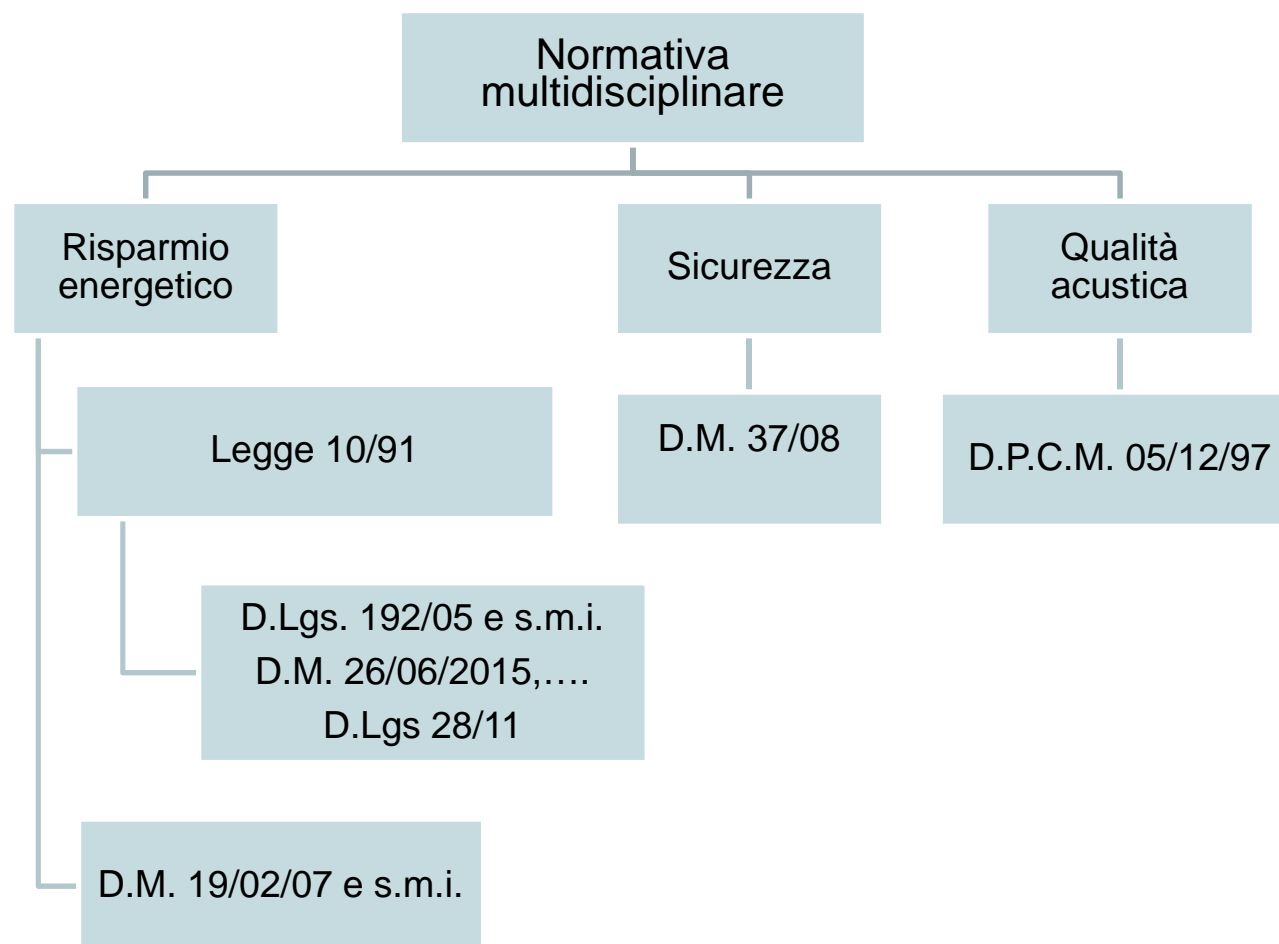 Normativa
multidisciplinare
Risparmio
energetico
Sicurezza
Qualità
acustica
Legge 10/91
D.M. 37/08
D.P.C.M. 05/12/97
D.Lgs. 192/05 e s.m.i.
D.M. 26/06/2015,….
D.Lgs 28/11
D.M. 19/02/07 e s.m.i.